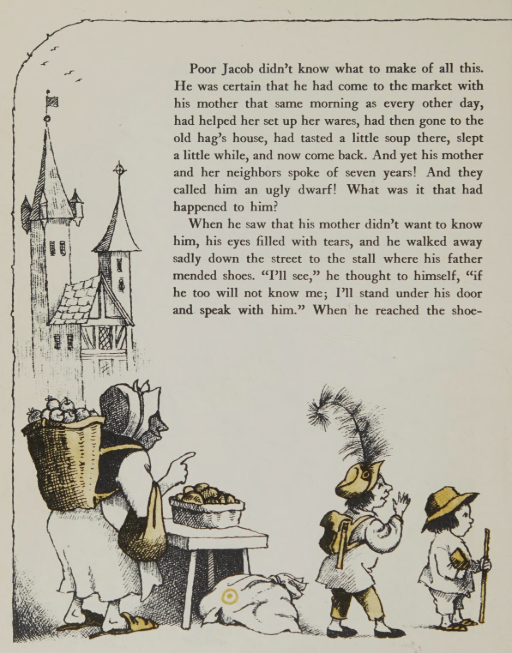 Poor Jacob didn't know what to make of all this.
He was certain that he had come to the market with
his mother that same morning as every other day,
had helped her set up her wares, had then gone to the
old hag's house, had tasted a little soup there, slept
a little while, and now come back. And yet his mother
and her neighbors spoke of seven years! And they
called him an ugly dwarf! What was it that had
happened to him?
When he saw that his mother didn't want to know
him, his eyes filled with tears, and he walked away
sadly down the street to the stall where his father
mended shoes. “I'll see,” he thought to himself, “if
he too will not know me; I'll stand under his door
and speak with him.” When he reached the shoe-